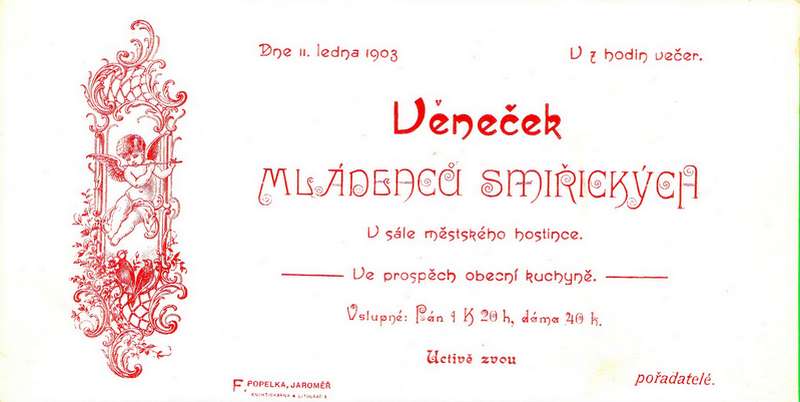 Dne 11. ledna 1903
V 7 hodin večer.
Věneček
MLÁDENCŮ SMIŘICKÝCH
V sále městského hostince.
Ve prospěch obecní kuchyně.
Vstupné: Pán 1 K 20 h, dáma 40 k.
Uctivě zvou
pořadatelé.
F. POPELKA, JAROMĚŘ